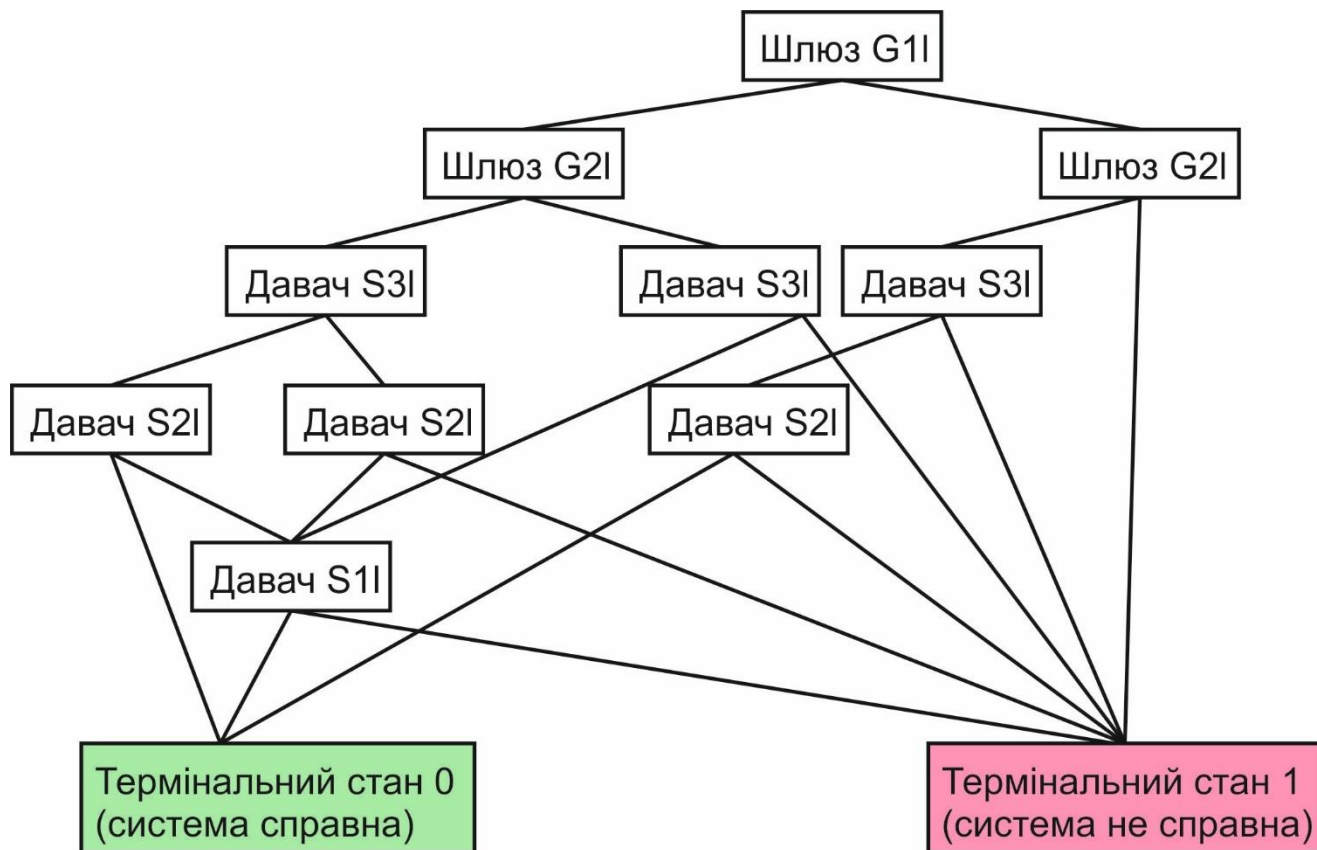 Шлюз G1l
Шлюз G2l
Шлюз G2l
Давач S3l
Давач S3l
Давач S3l
Давач S2l
Давач S2l
Давач S2l
Давач S1l
Термінальний стан 0
(система справна)
Термінальний стан 1
(система не справна)